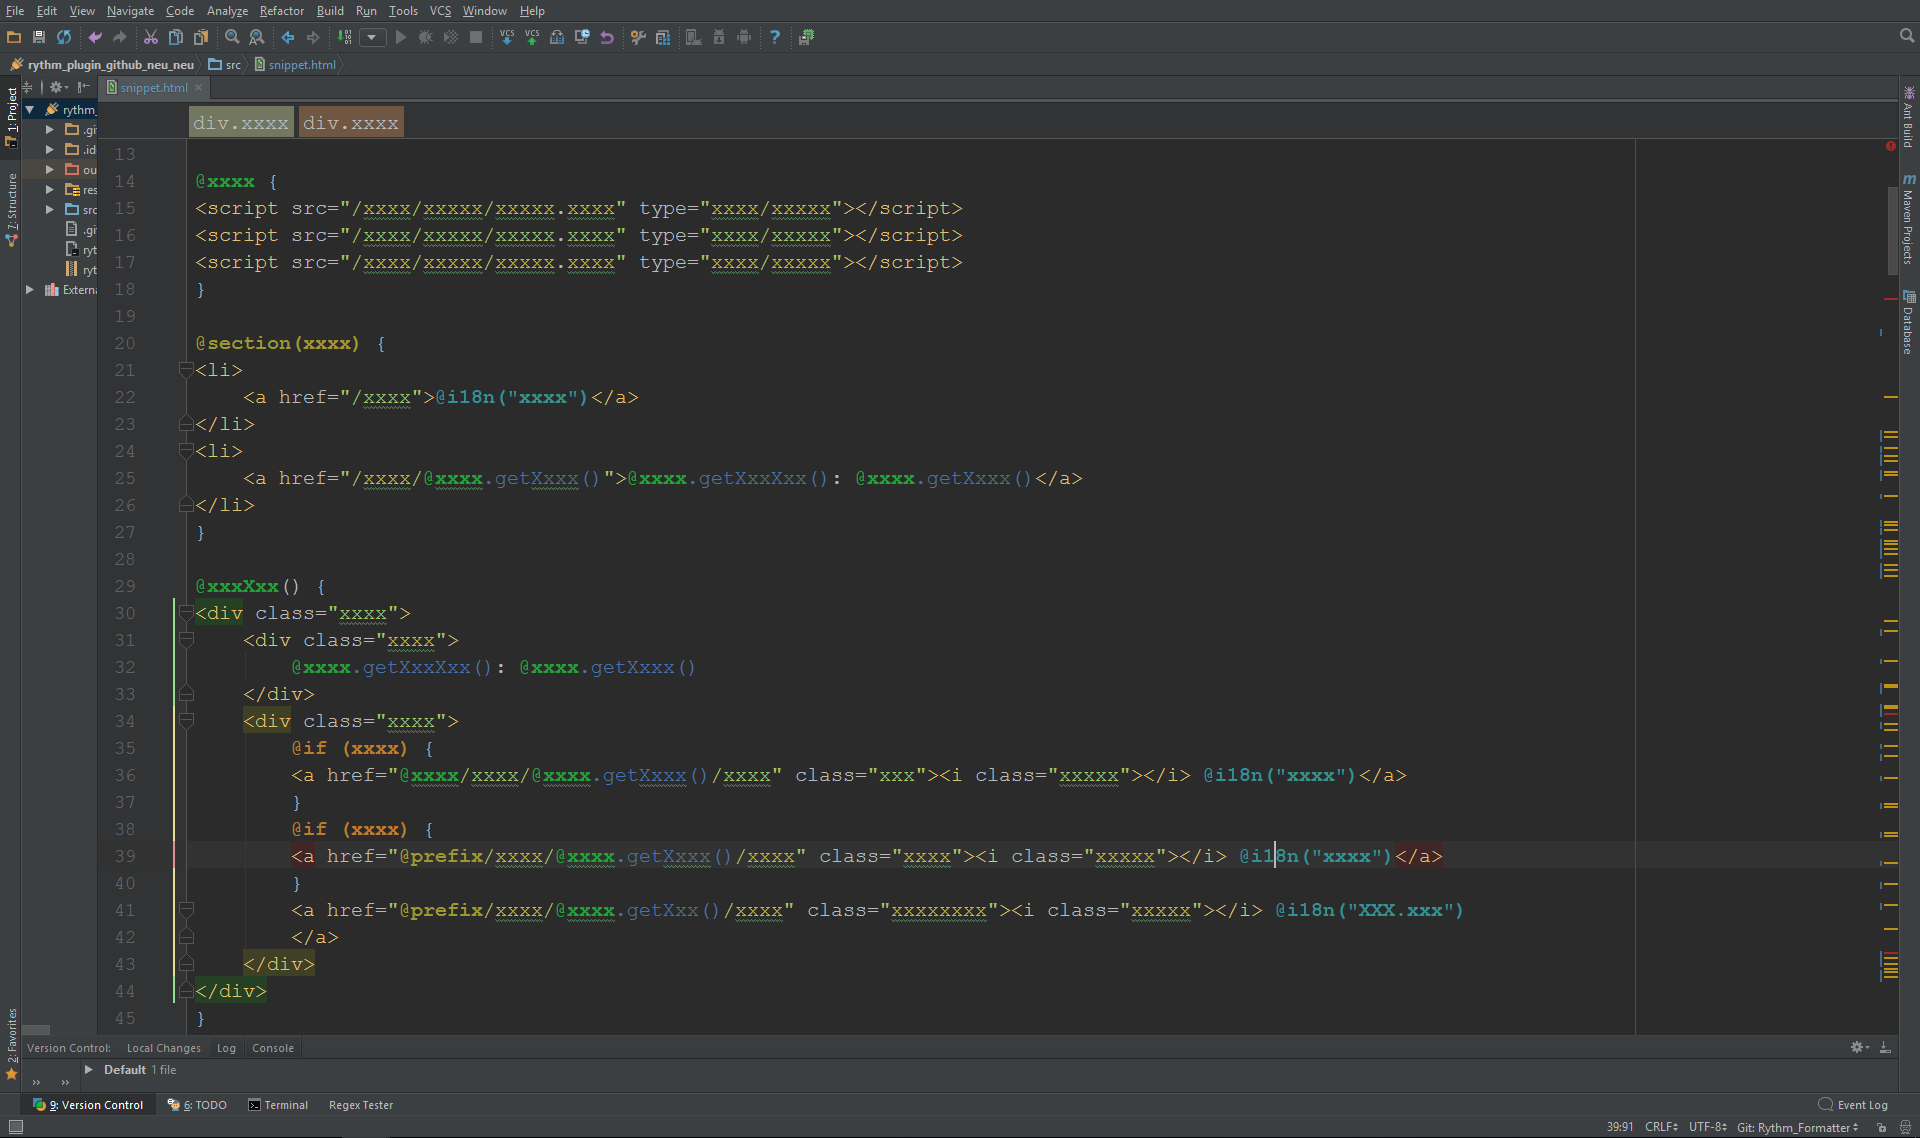 File Edit View Navigate Code Analyze Refactor Build Run Tools VCS Window Help
rythm_plugin_github_neu_neu src snippet.html
snippet.html
div.xxxx div.xxxx
1: Project
7: Structure
2: Favorites
rythm_
.gi
.id
ou
res
src
.gi
ryt
ryt
Externa
13
14 @xxxx {
15 <script src="/xxxx/xxxxx/xxxxx.xxxx" type="xxxx/xxxxx"></script>
16 <script src="/xxxx/xxxxx/xxxxx.xxxx" type="xxxx/xxxxx"></script>
17 <script src="/xxxx/xxxxx/xxxxx.xxxx" type="xxxx/xxxxx"></script>
18 }
19
20 @section(xxxx) {
21 <li>
22 <a href="/xxxx">@i18n("xxxx")</a>
23 </li>
24 <li>
25 <a href="/xxxx/@xxxx.getXxxx()">@xxxx.getXxxXxx(): @xxxx.getXxxx()</a>
26 </li>
27 }
28
29 @xxxXxx() {
30 <div class="xxxx">
31 <div class="xxxx">
32 @xxxx.getXxxXxx(): @xxxx.getXxxx()
33 </div>
34 <div class="xxxx">
35 @if (xxxx) {
36 <a href="@xxxx/xxxx/@xxxx.getXxxx()/xxxx" class="xxx"><i class="xxxxx"></i> @i18n("xxxx")</a>
37 }
38 @if (xxxx) {
39 <a href="@prefix/xxxx/@xxxx.getXxxx()/xxxx" class="xxxx"><i class="xxxxx"></i> @i18n("xxxx")</a>
40 }
41 <a href="@prefix/xxxx/@xxxx.getXxx()/xxxx" class="xxxxxxxx"><i class="xxxxx"></i> @i18n("XXX.xxx")
42 </a>
43 </div>
44 </div>
45 }
Ant Build
m Maven Projects
Database
Version Control: Local Changes Log Console
Default 1 file
9: Version Control 6: TODO Terminal Regex Tester Event Log
39:91 CRLF UTF-8 Git: Rythm_Formatter